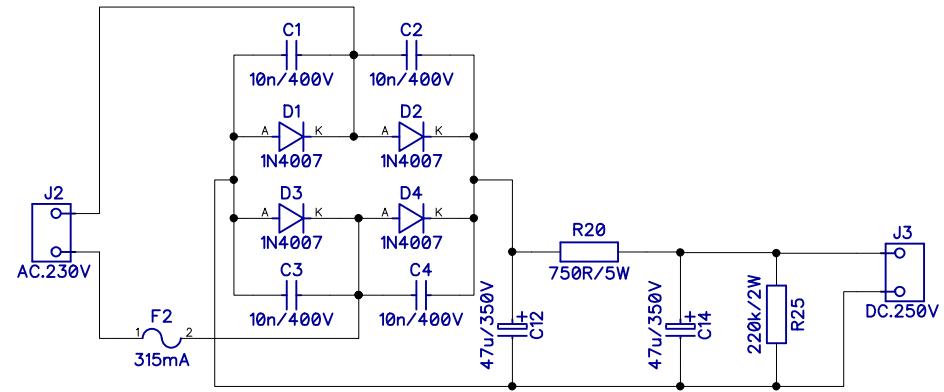 C1
C2
10n/400V
10n/400V
D1
D2
A
K
A
K
1N4007
1N4007
J2
AC.230V
D3
D4
A
K
A
K
1N4007
1N4007
C3
C4
10n/400V
10n/400V
F2
1
2
315mA
R20
750R/5W
47u/350V
+
C12
47u/350V
+
C14
220k/2W
R25
J3
DC.250V